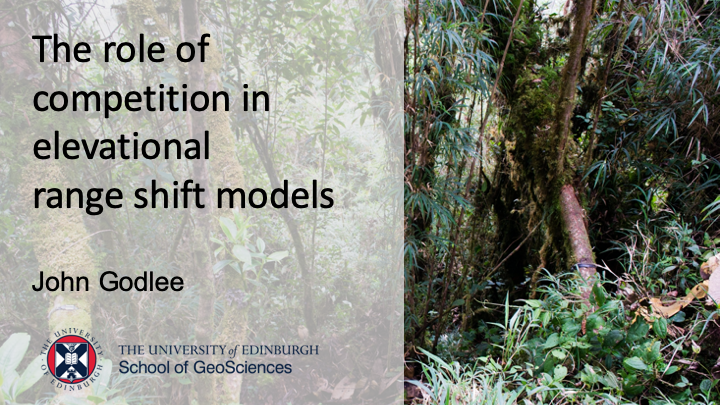 The role of
competition in
elevational
range shift models
John Godlee
THE UNIVERSITY of EDINBURGH
School of GeoSciences
THE UNIVERSITY
OF EDINBURGH